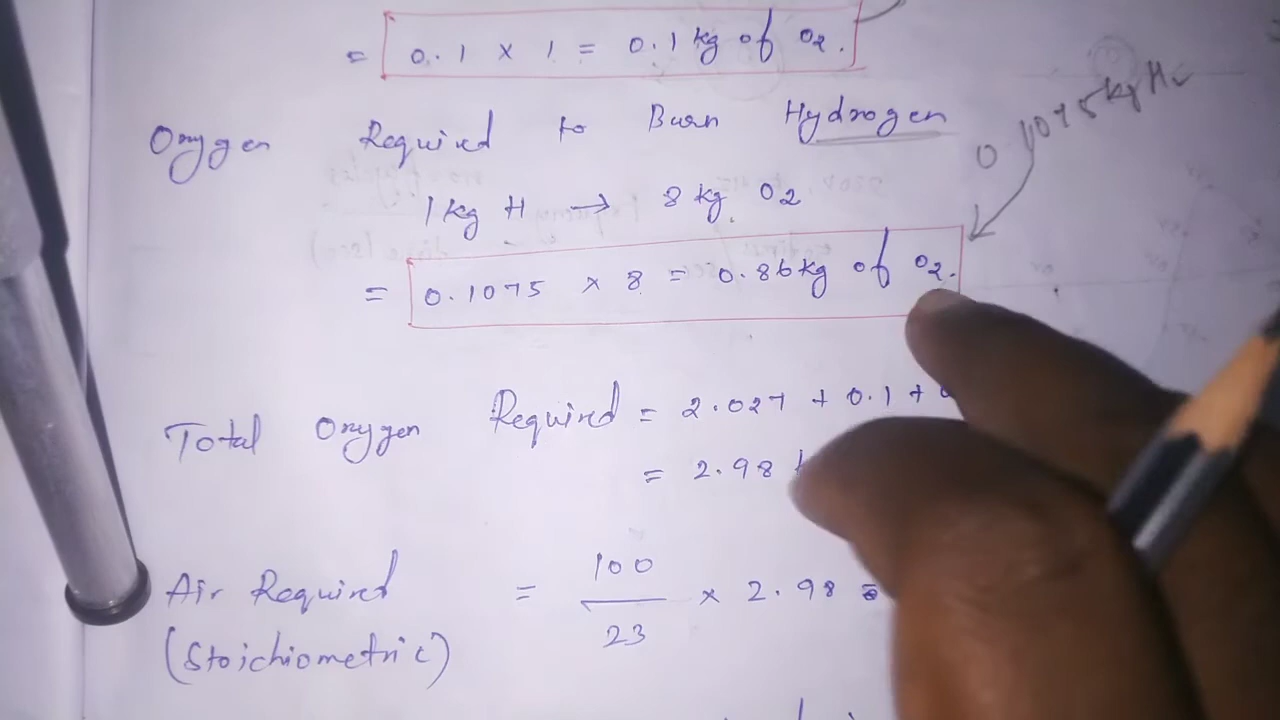 = 0.1 × 1 = 0.1 kg of O2.
Oxygen Required to Burn Hydrogen
0.1075 kg H2
1 kg H → 8 kg O2
= 0.1075 × 8 = 0.86 kg of O2.
Total Oxygen Required = 2.027 + 0.1 +
= 2.98
Air Required = 100/23 × 2.98 =
(Stoichiometric)